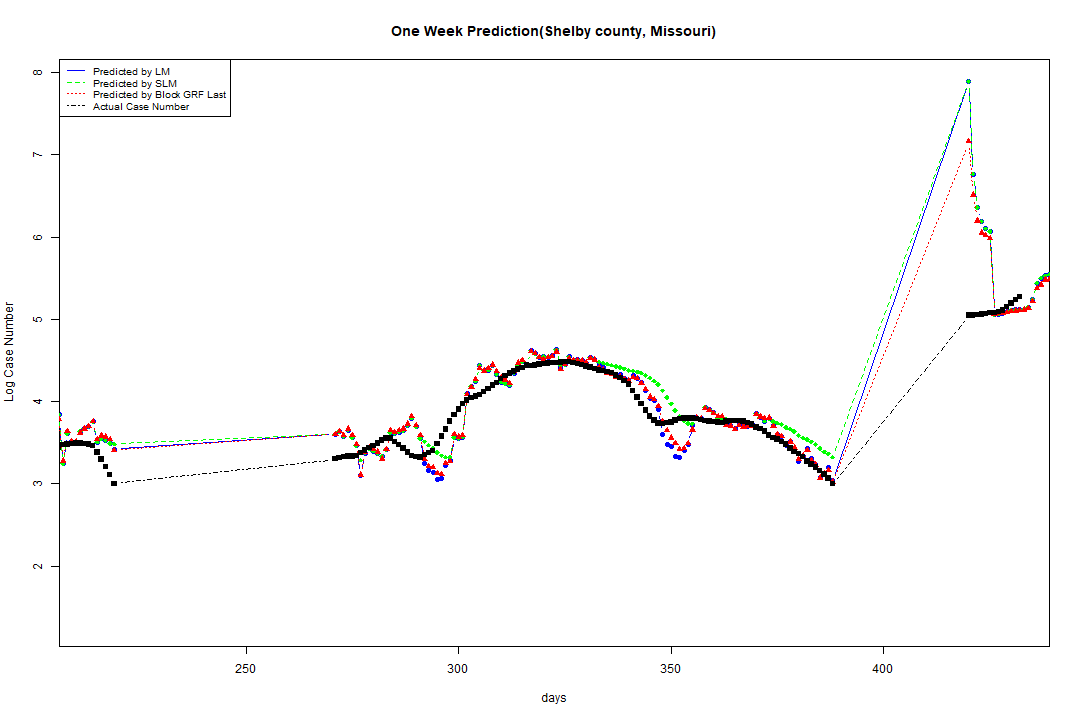 One Week Prediction(Shelby county, Missouri)
Predicted by LM
Predicted by SLM
Predicted by Block GRF Last
Actual Case Number
8
7
6
5
4
3
2
Log Case Number
250
300
350
400
days